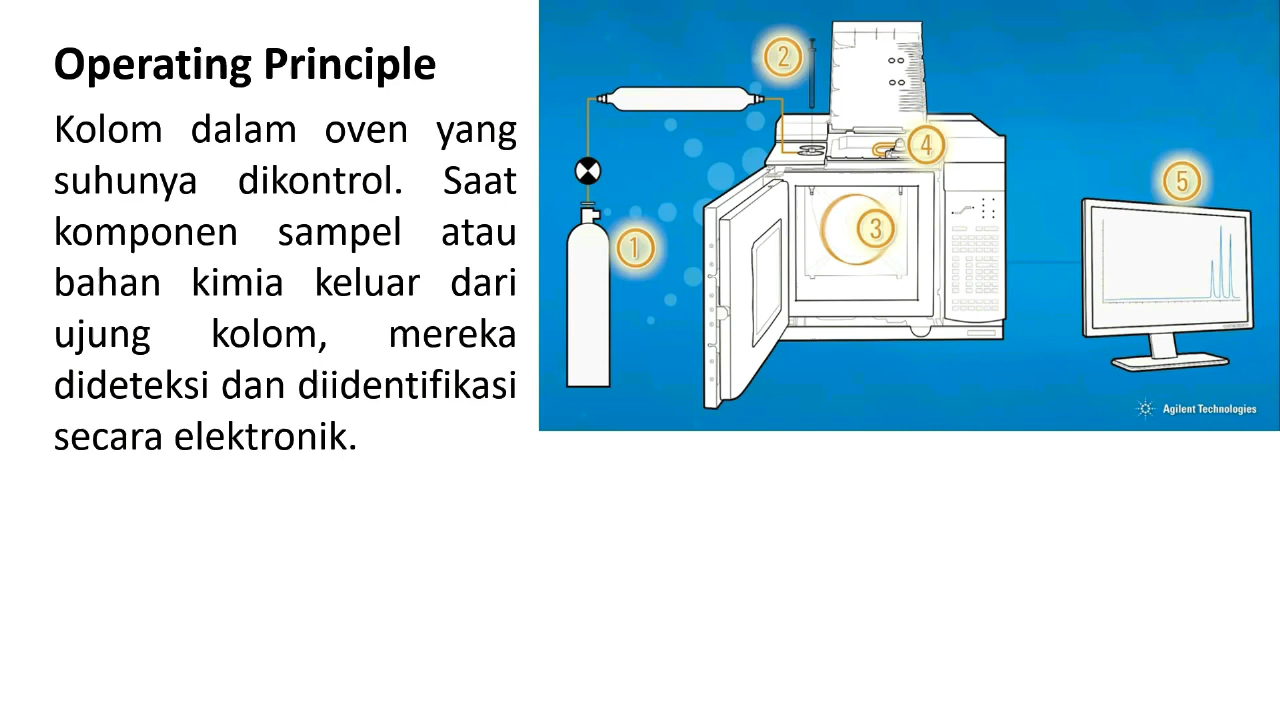 Operating Principle
Kolom dalam oven yang
suhunya dikontrol. Saat
komponen sampel atau
bahan kimia keluar dari
ujung kolom, mereka
dideteksi dan diidentifikasi
secara elektronik.
2
4
5
3
1
Agilent Technologies